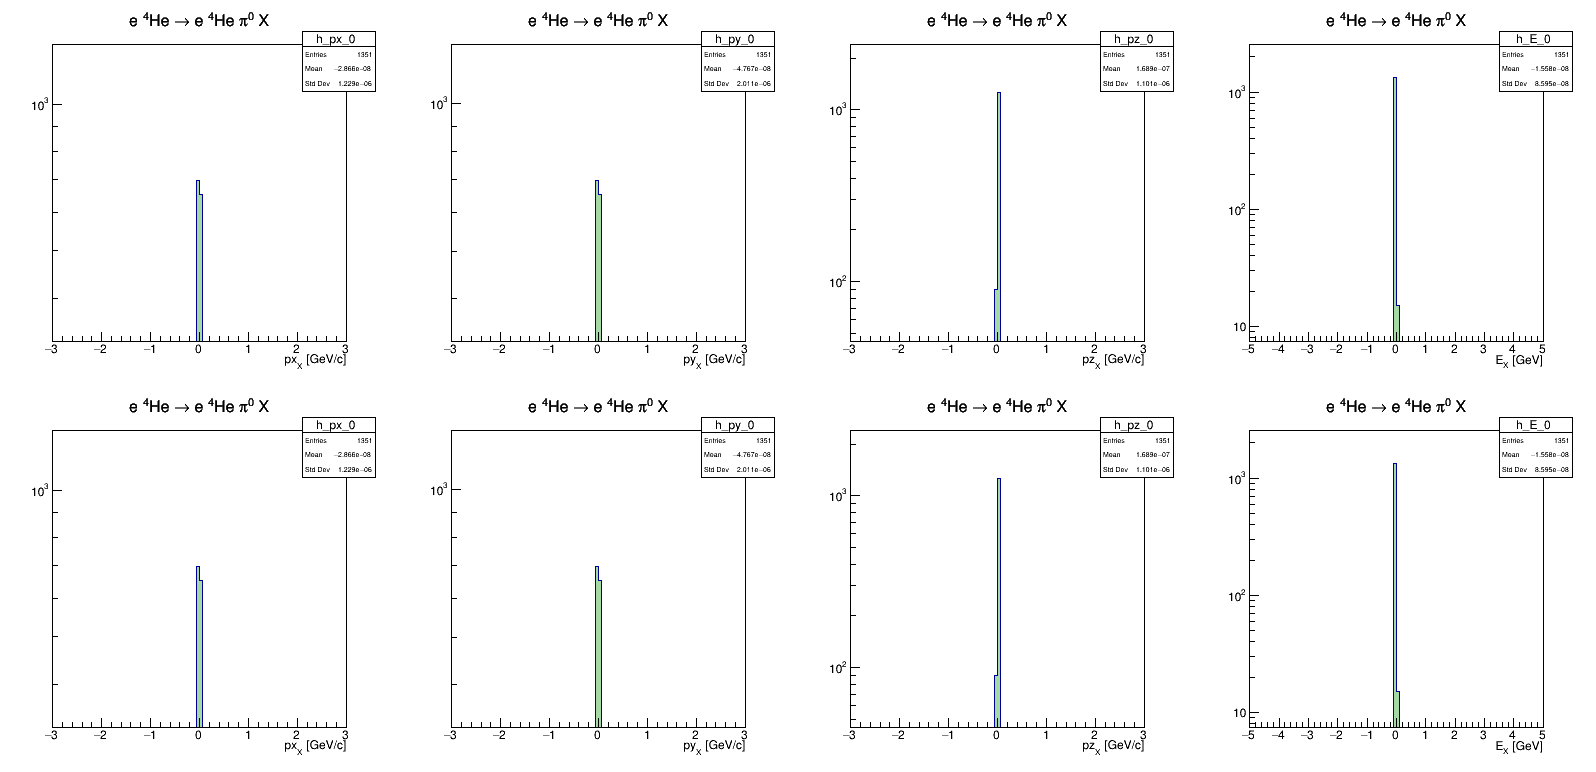 e ⁴He → e ⁴He π⁰ X
h_px_0
Entries 1351
Mean −2.866e−08
Std Dev 1.229e−06
10³
−3 −2 −1 0 1 2 3
px_X [GeV/c]
e ⁴He → e ⁴He π⁰ X
h_py_0
Entries 1351
Mean −4.767e−08
Std Dev 2.011e−06
10³
−3 −2 −1 0 1 2 3
py_X [GeV/c]
e ⁴He → e ⁴He π⁰ X
h_pz_0
Entries 1351
Mean 1.689e−07
Std Dev 1.101e−06
10³
10²
−3 −2 −1 0 1 2 3
pz_X [GeV/c]
e ⁴He → e ⁴He π⁰ X
h_E_0
Entries 1351
Mean −1.558e−08
Std Dev 8.595e−08
10³
10²
10
−5 −4 −3 −2 −1 0 1 2 3 4 5
E_X [GeV]
e ⁴He → e ⁴He π⁰ X
h_px_0
Entries 1351
Mean −2.866e−08
Std Dev 1.229e−06
10³
−3 −2 −1 0 1 2 3
px_X [GeV/c]
e ⁴He → e ⁴He π⁰ X
h_py_0
Entries 1351
Mean −4.767e−08
Std Dev 2.011e−06
10³
−3 −2 −1 0 1 2 3
py_X [GeV/c]
e ⁴He → e ⁴He π⁰ X
h_pz_0
Entries 1351
Mean 1.689e−07
Std Dev 1.101e−06
10³
10²
−3 −2 −1 0 1 2 3
pz_X [GeV/c]
e ⁴He → e ⁴He π⁰ X
h_E_0
Entries 1351
Mean −1.558e−08
Std Dev 8.595e−08
10³
10²
10
−5 −4 −3 −2 −1 0 1 2 3 4 5
E_X [GeV]